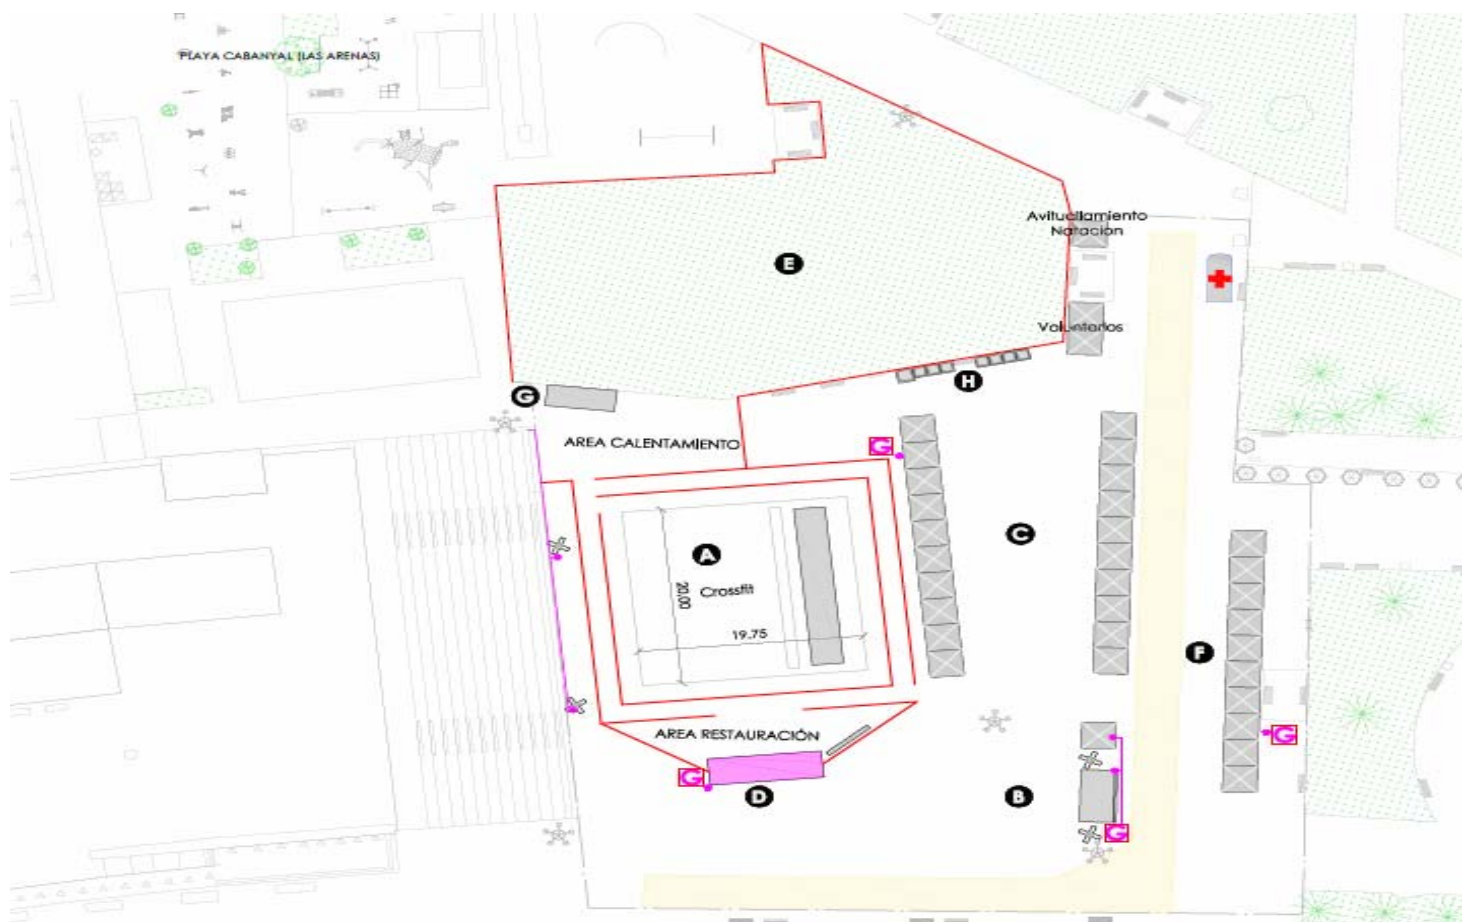 PLAYA CABANYAL (LAS ARENAS)
Avituallamiento
Natación
E
Voluntarios
H
G
AREA CALENTAMIENTO
G
C
A
Crossfit
20.00
19.75
F
AREA RESTAURACIÓN
G
G
D
B
G